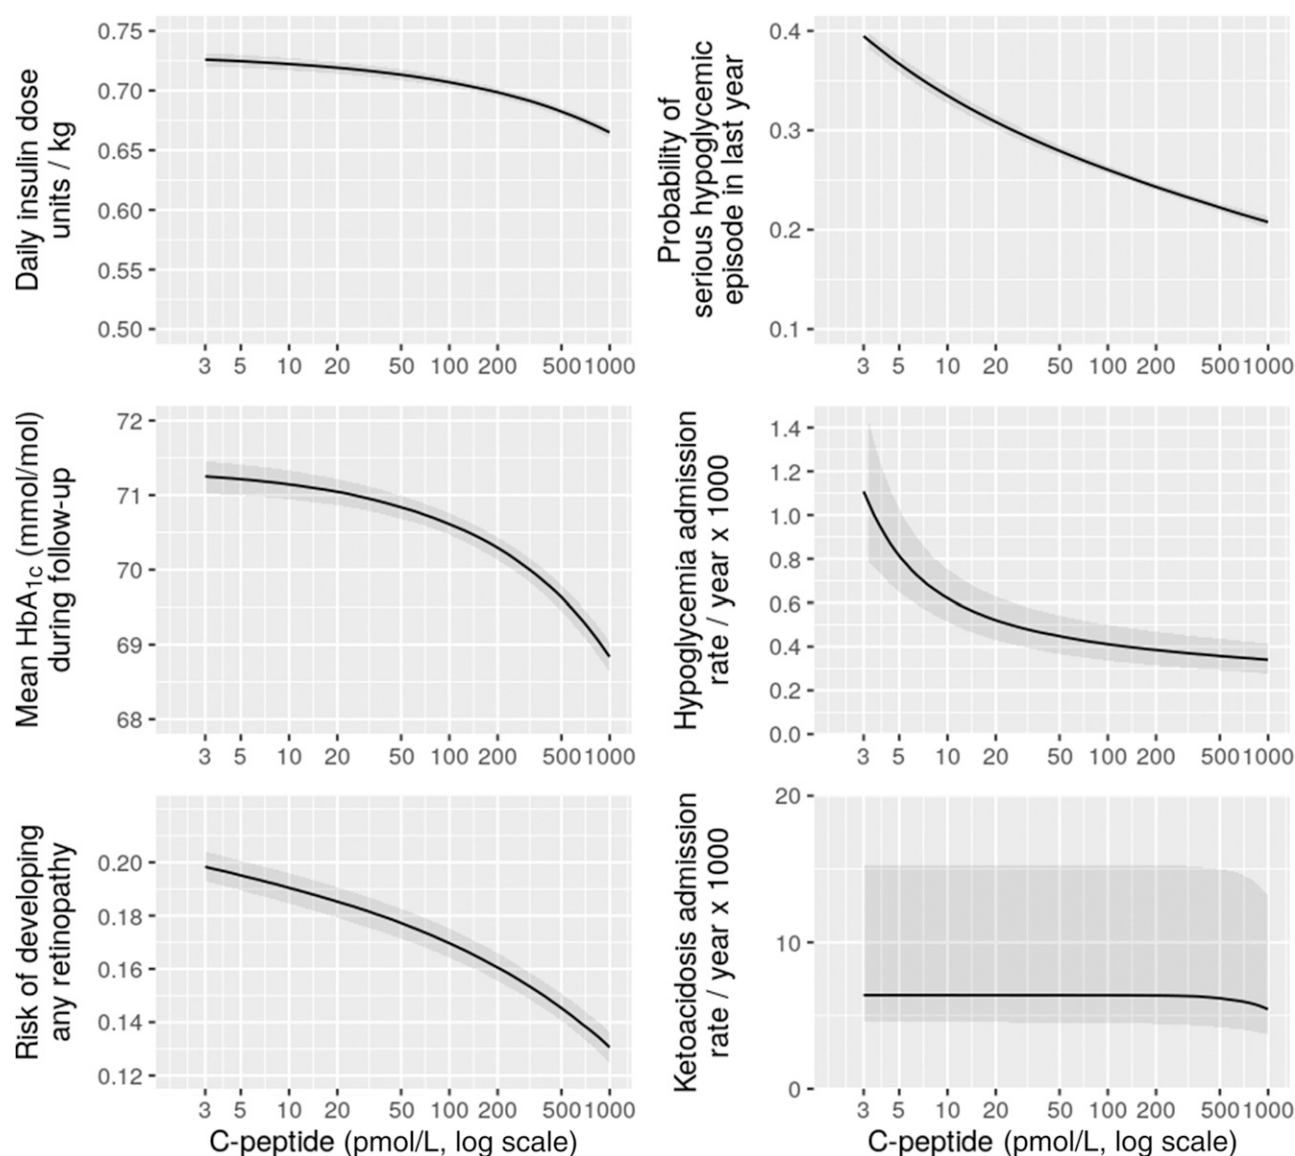 Daily insulin dose
units / kg
0.75
0.70
0.65
0.60
0.55
0.50
3 5 10 20 50 100 200 500 1000
Probability of
serious hypoglycemic
episode in last year
0.4
0.3
0.2
0.1
3 5 10 20 50 100 200 500 1000
Mean HbA1c (mmol/mol)
during follow-up
72
71
70
69
68
3 5 10 20 50 100 200 500 1000
Hypoglycemia admission
rate / year x 1000
1.4
1.2
1.0
0.8
0.6
0.4
0.2
0.0
3 5 10 20 50 100 200 500 1000
Risk of developing
any retinopathy
0.20
0.18
0.16
0.14
0.12
3 5 10 20 50 100 200 500 1000
C-peptide (pmol/L, log scale)
Ketoacidosis admission
rate / year x 1000
20
10
0
3 5 10 20 50 100 200 500 1000
C-peptide (pmol/L, log scale)